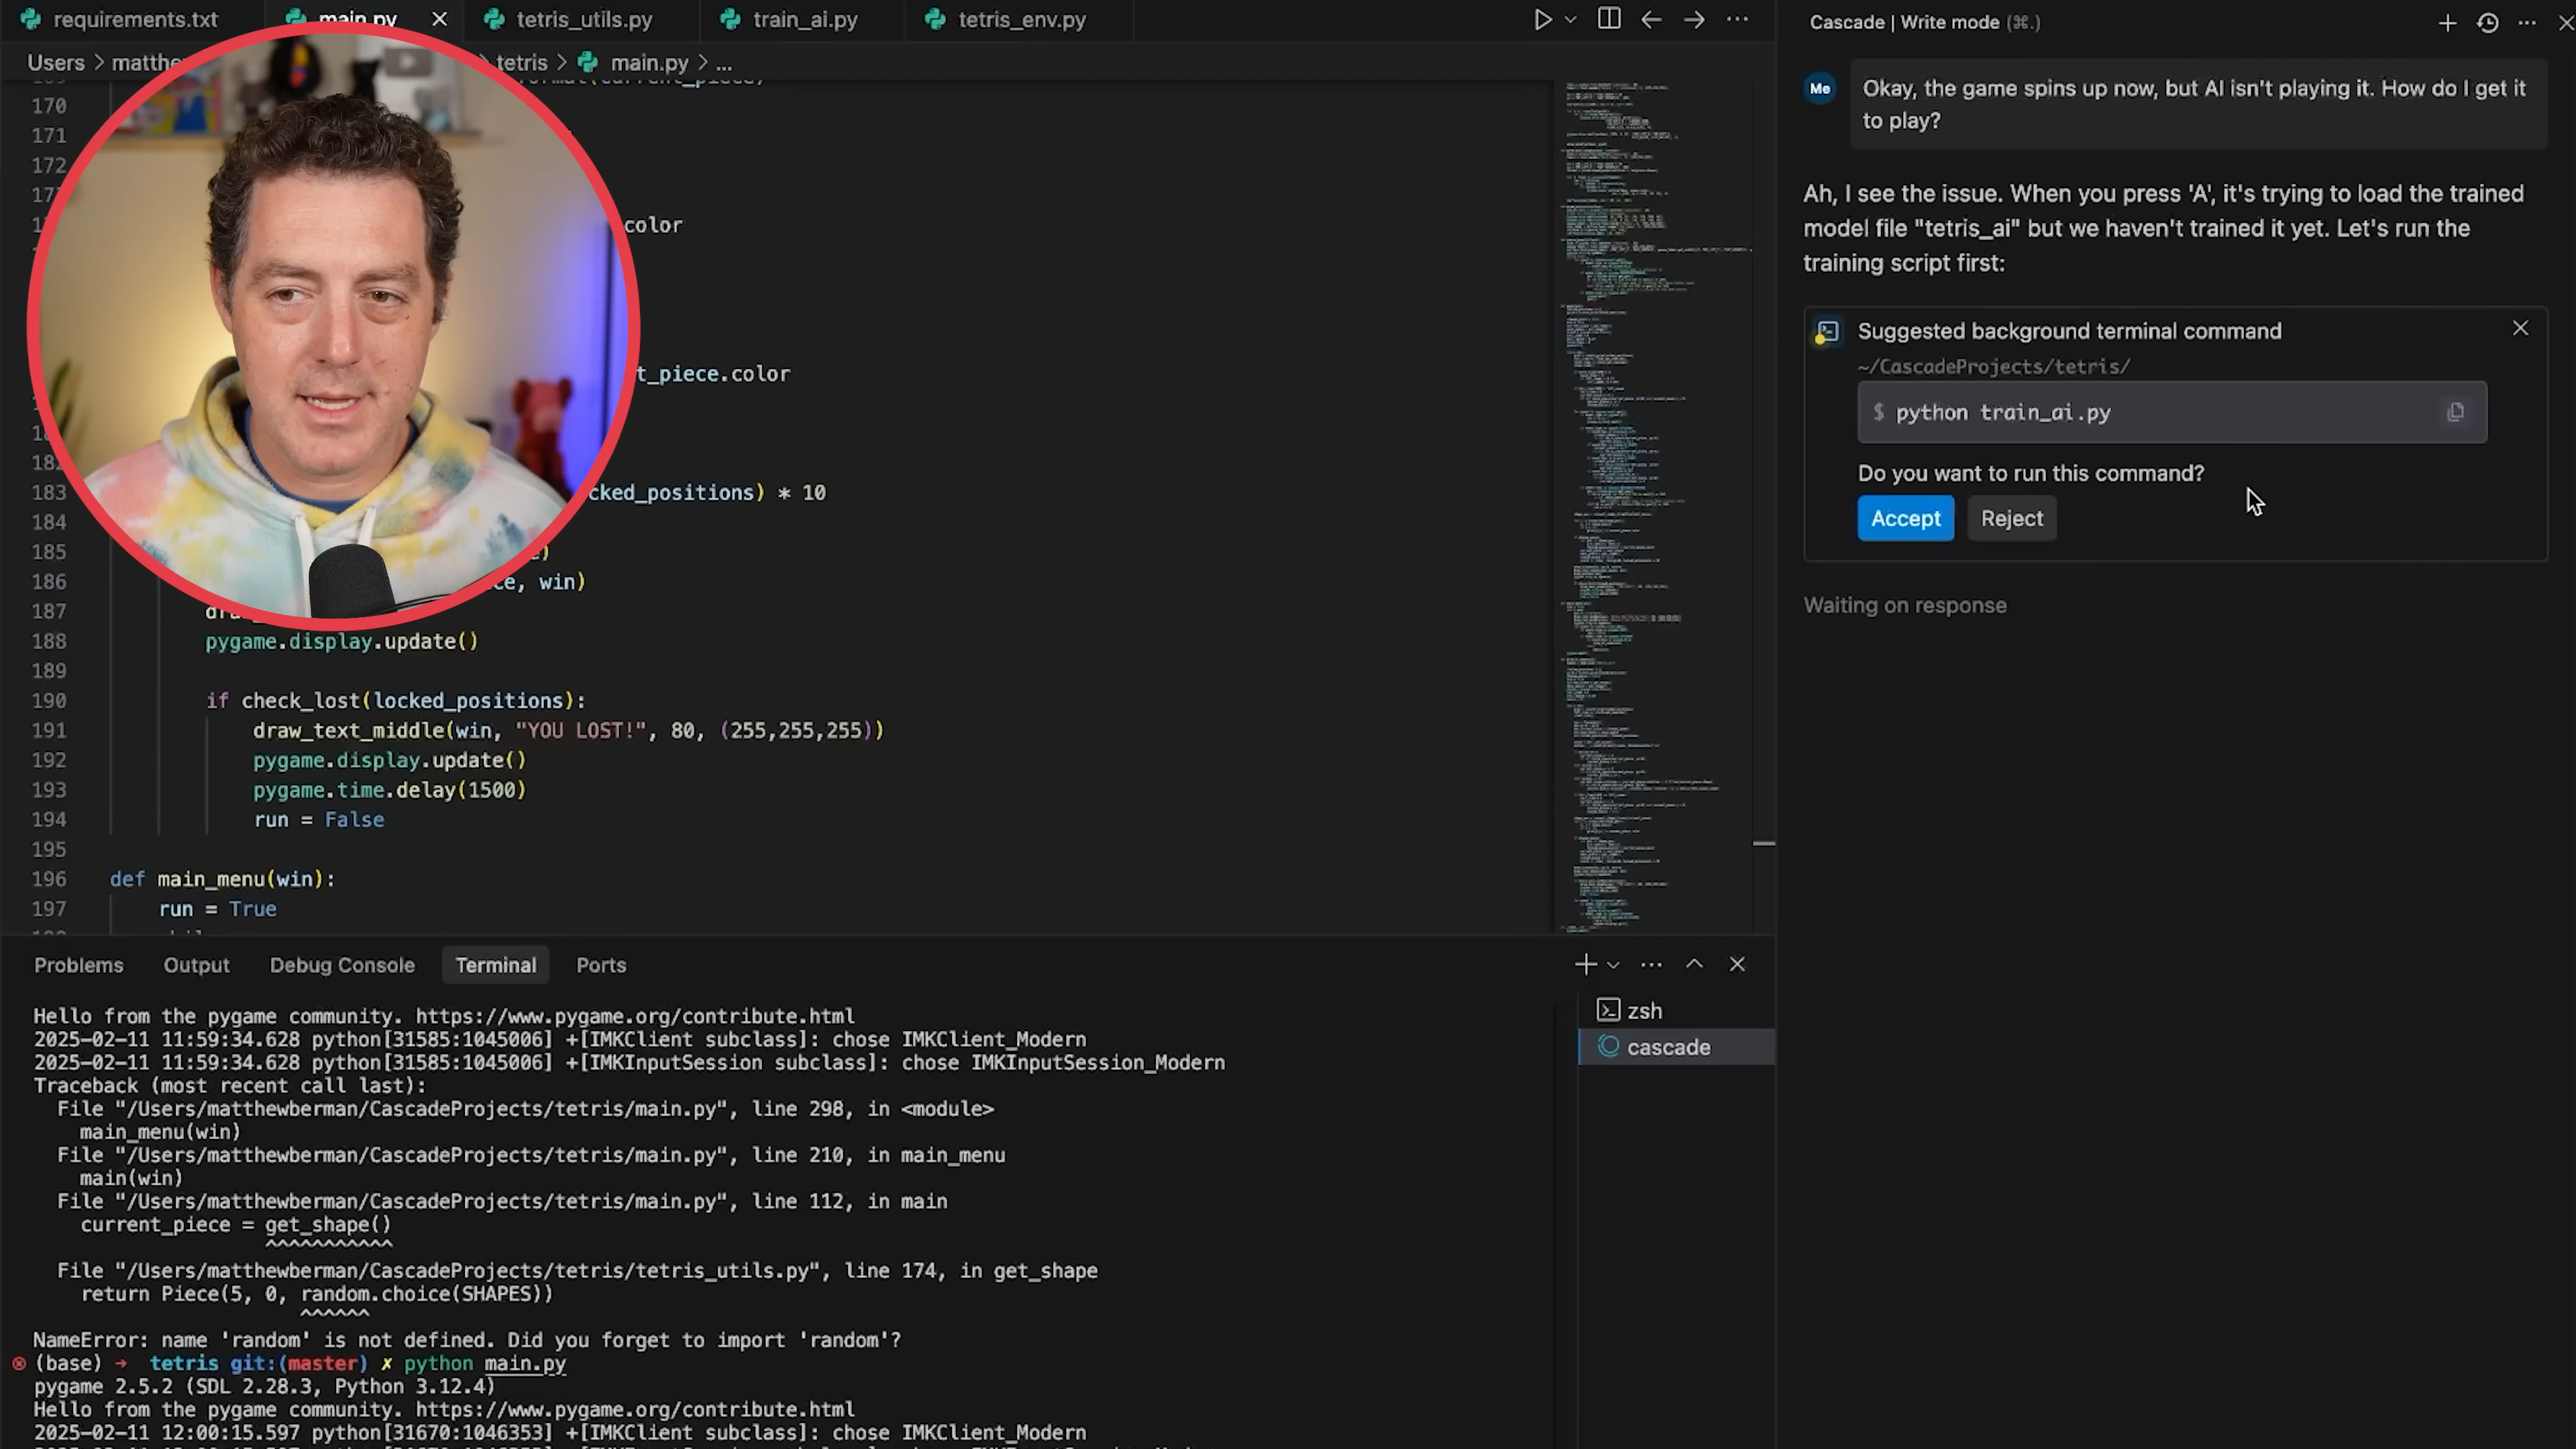 requirements.txt
main.py
tetris_utils.py
train_ai.py
tetris_env.py
Users > matthe
tetris > main.py > ...
170
171
172
color
t_piece.color
182
183 cked_positions) * 10
184
185 )
186 ce, win)
187
188 pygame.display.update()
189
190 if check_lost(locked_positions):
191 draw_text_middle(win, "YOU LOST!", 80, (255,255,255))
192 pygame.display.update()
193 pygame.time.delay(1500)
194 run = False
195
196 def main_menu(win):
197 run = True
Cascade | Write mode (⌘.)
Me
Okay, the game spins up now, but AI isn't playing it. How do I get it
to play?
Ah, I see the issue. When you press 'A', it's trying to load the trained
model file "tetris_ai" but we haven't trained it yet. Let's run the
training script first:
Suggested background terminal command
~/CascadeProjects/tetris/
$ python train_ai.py
Do you want to run this command?
Accept Reject
Waiting on response
Problems Output Debug Console Terminal Ports
zsh
cascade
Hello from the pygame community. https://www.pygame.org/contribute.html
2025-02-11 11:59:34.628 python[31585:1045006] +[IMKClient subclass]: chose IMKClient_Modern
2025-02-11 11:59:34.628 python[31585:1045006] +[IMKInputSession subclass]: chose IMKInputSession_Modern
Traceback (most recent call last):
File "/Users/matthewberman/CascadeProjects/tetris/main.py", line 298, in <module>
main_menu(win)
File "/Users/matthewberman/CascadeProjects/tetris/main.py", line 210, in main_menu
main(win)
File "/Users/matthewberman/CascadeProjects/tetris/main.py", line 112, in main
current_piece = get_shape()
^^^^^^^^^^^
File "/Users/matthewberman/CascadeProjects/tetris/tetris_utils.py", line 174, in get_shape
return Piece(5, 0, random.choice(SHAPES))
^^^^^^
NameError: name 'random' is not defined. Did you forget to import 'random'?
(base) → tetris git:(master) ✗ python main.py
pygame 2.5.2 (SDL 2.28.3, Python 3.12.4)
Hello from the pygame community. https://www.pygame.org/contribute.html
2025-02-11 12:00:15.597 python[31670:1046353] +[IMKClient subclass]: chose IMKClient_Modern